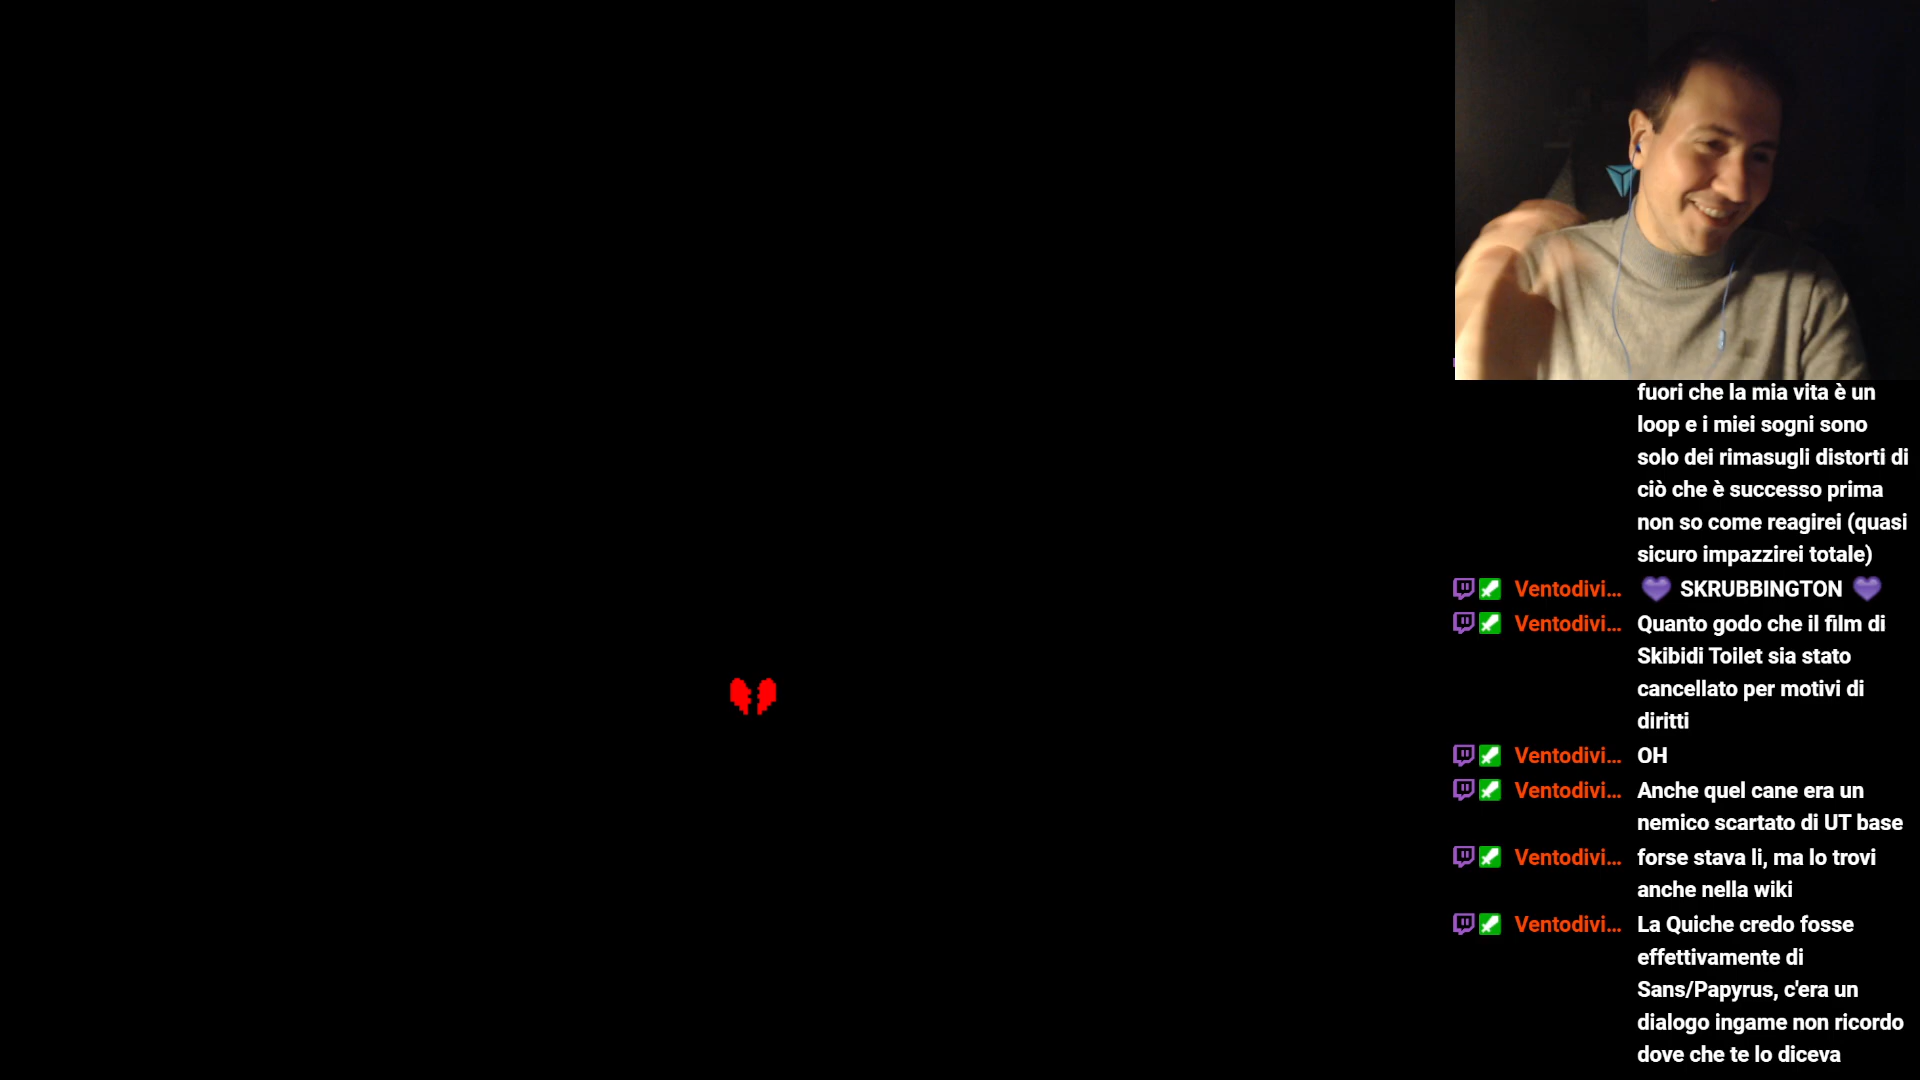 fuori che la mia vita è un
loop e i miei sogni sono
solo dei rimasugli distorti di
ciò che è successo prima
non so come reagirei (quasi
sicuro impazzirei totale)
Ventodivi... 💜 SKRUBBINGTON 💜
Ventodivi... Quanto godo che il film di
Skibidi Toilet sia stato
cancellato per motivi di
diritti
Ventodivi... OH
Ventodivi... Anche quel cane era un
nemico scartato di UT base
Ventodivi... forse stava li, ma lo trovi
anche nella wiki
Ventodivi... La Quiche credo fosse
effettivamente di
Sans/Papyrus, c'era un
dialogo ingame non ricordo
dove che te lo diceva